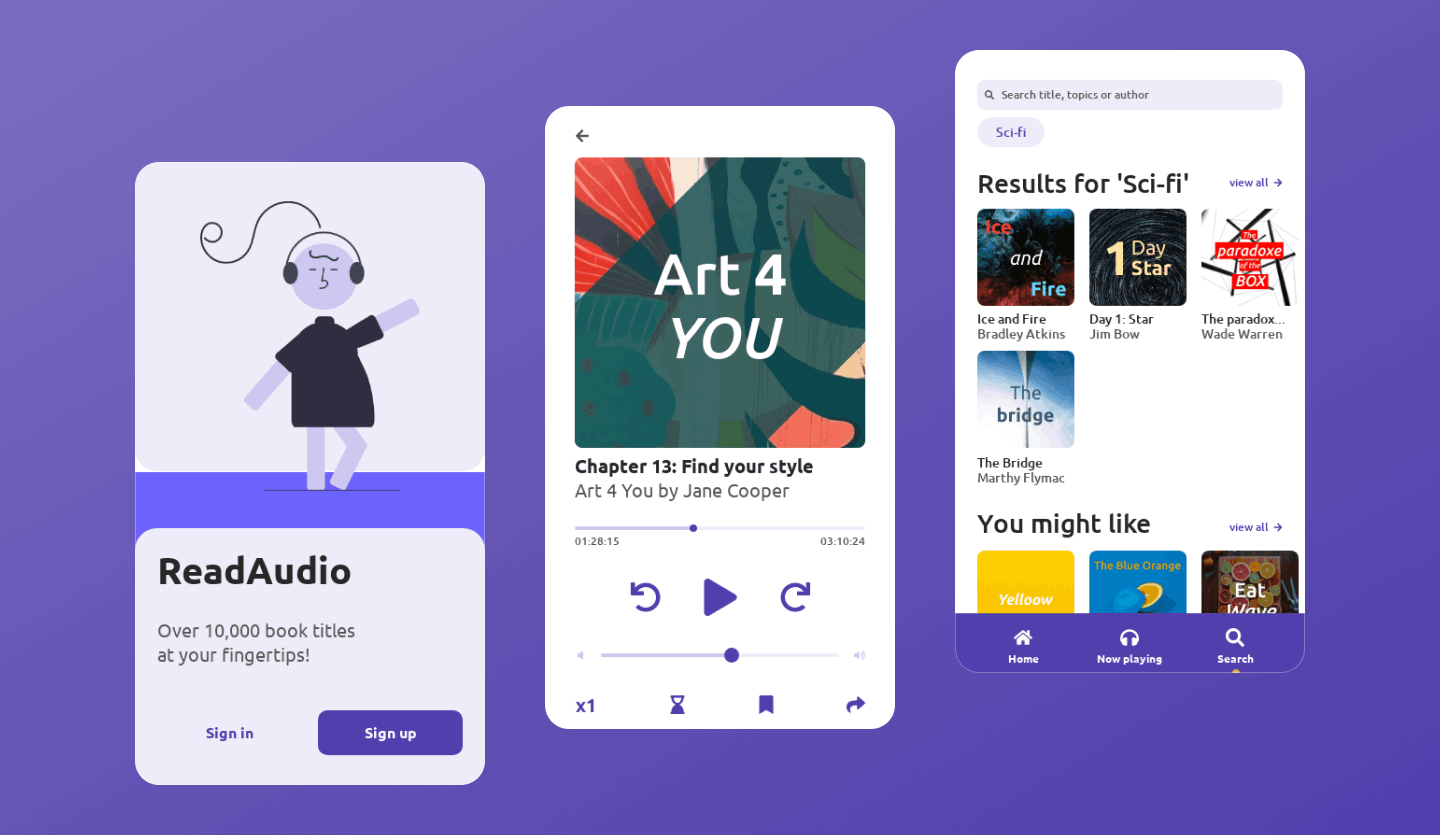 ReadAudio
Over 10,000 book titles
at your fingertips!
Sign in
Sign up
Art 4
YOU
Chapter 13: Find your style
Art 4 You by Jane Cooper
01:28:15
03:10:24
x1
Search title, topics or author
Sci-fi
Results for 'Sci-fi'
view all
Ice
and
Fire
1 Day
Star
The
paradoxe
of the
BOX
Ice and Fire
Bradley Atkins
Day 1: Star
Jim Bow
The paradox...
Wade Warren
The
bridge
The Bridge
Marthy Flymac
You might like
view all
Yelloow
The Blue Orange
Eat
Wave
Home
Now playing
Search